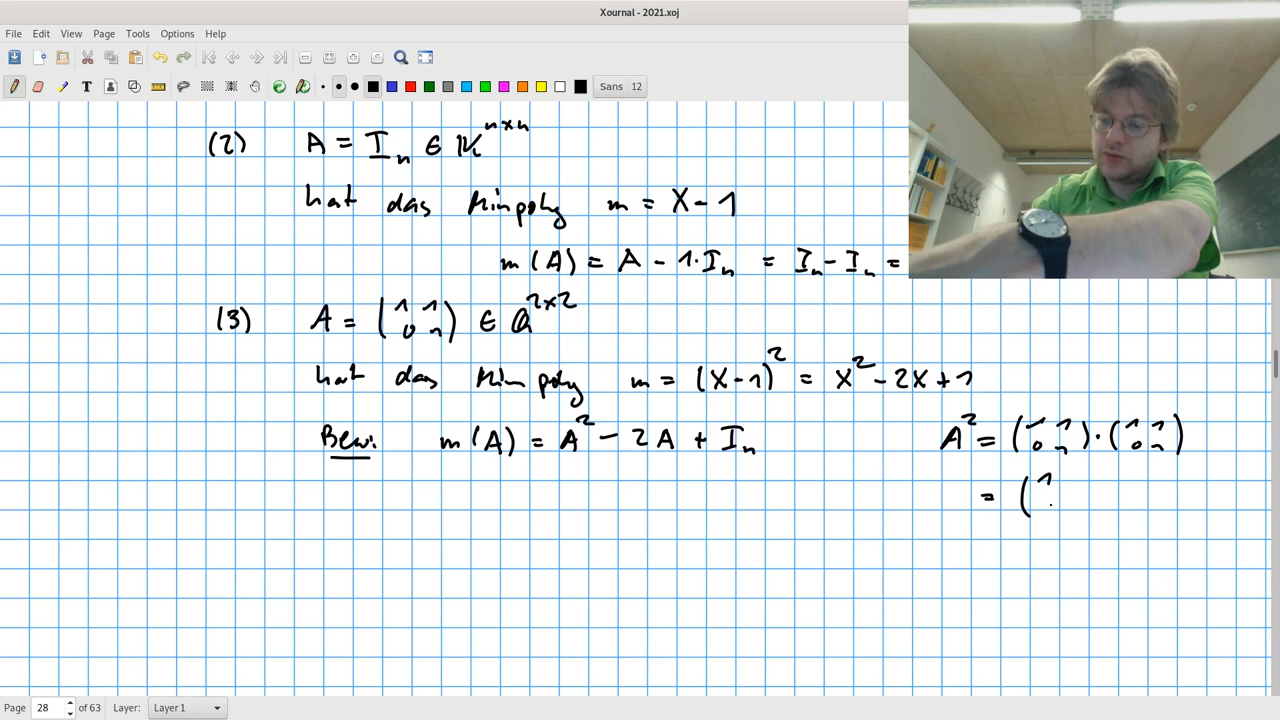 Xournal - 2021.xoj
File Edit View Page Tools Options Help
Sans 12
(2) A = I_n ∈ K^{n×n}
hat das Minpoly m = X - 1
m(A) = A - 1·I_n = I_n - I_n =
(3) A = (1 1; 0 1) ∈ Q^{2×2}
hat das Minpoly m = (X-1)^2 = X^2 - 2X + 1
Bew: m(A) = A^2 - 2A + I_n
A^2 = (1 1; 0 1)·(1 1; 0 1)
= (1
Page 28 of 63 Layer: Layer 1